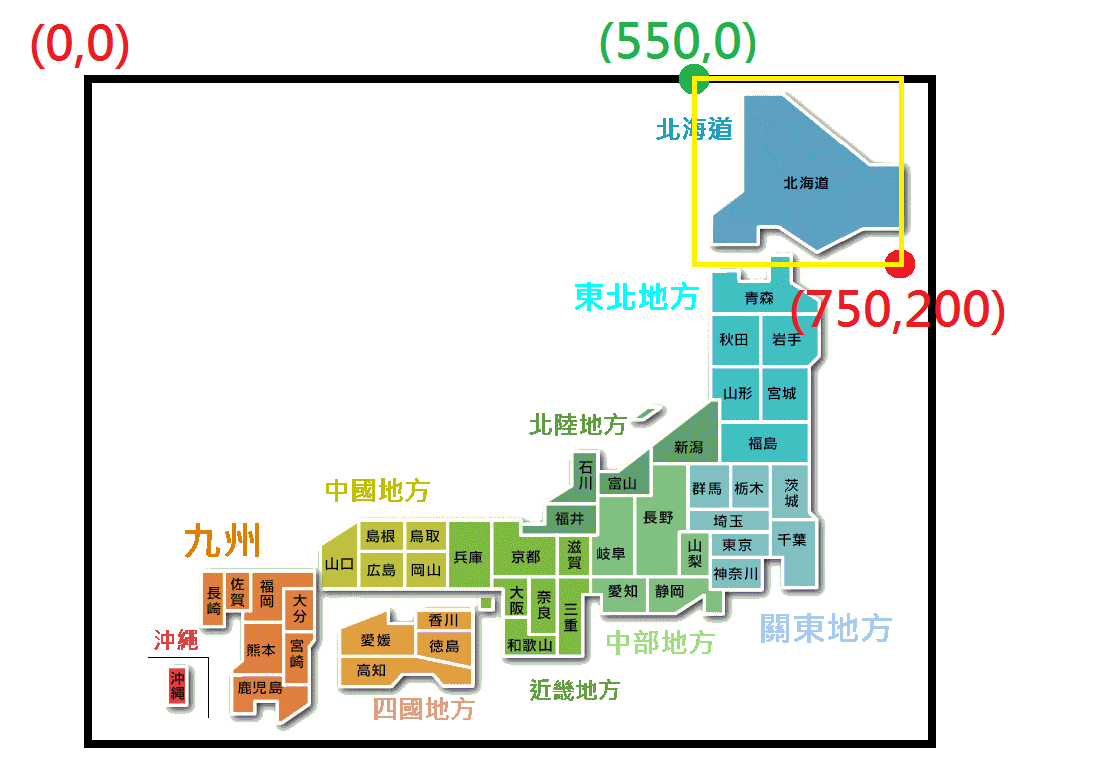 (0,0)
(550,0)
北海道
北海道
(750,200)
東北地方
青森
秋田
岩手
山形
宮城
福島
北陸地方
新潟
石川
富山
福井
群馬
栃木
茨城
埼玉
東京
千葉
神奈川
關東地方
長野
山梨
岐阜
愛知
静岡
中部地方
滋賀
京都
兵庫
大阪
奈良
三重
和歌山
近畿地方
中國地方
島根
鳥取
山口
広島
岡山
香川
愛媛
徳島
高知
四國地方
九州
長崎
佐賀
福岡
大分
熊本
宮崎
鹿児島
沖繩
沖縄